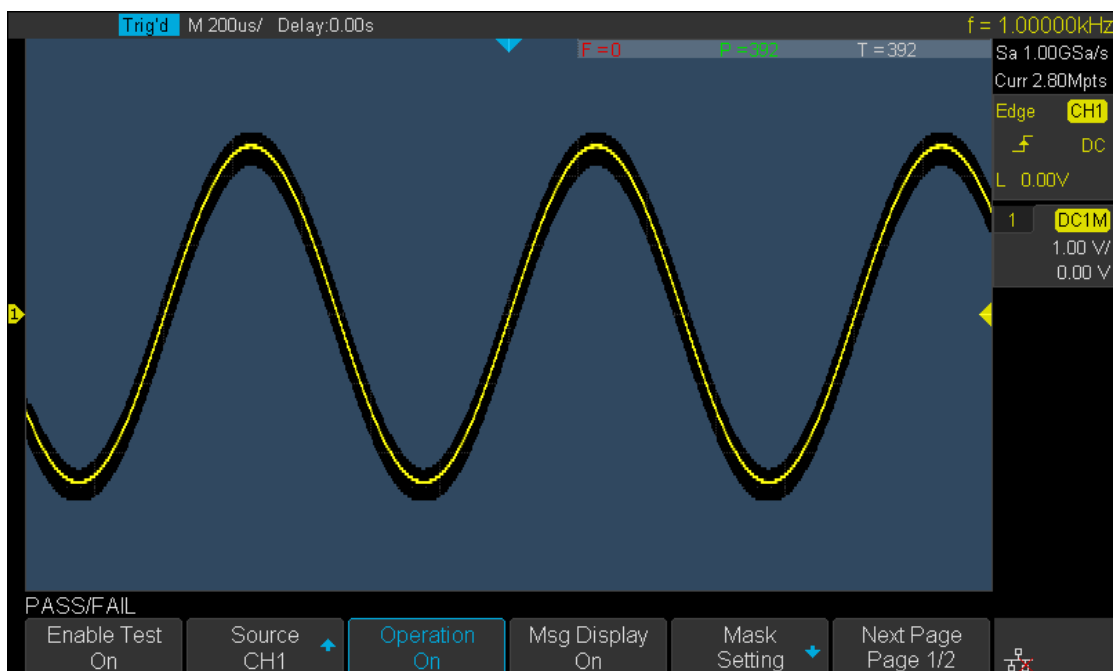 Trig'd M 200us/ Delay:0.00s f = 1.00000kHz
F =0 P =392 T =392
Sa 1.00GSa/s
Curr 2.80Mpts
Edge CH1
DC
L 0.00V
1 DC1M
1.00 V/
0.00 V
1
PASS/FAIL
Enable Test
On
Source
CH1
Operation
On
Msg Display
On
Mask
Setting
Next Page
Page 1/2